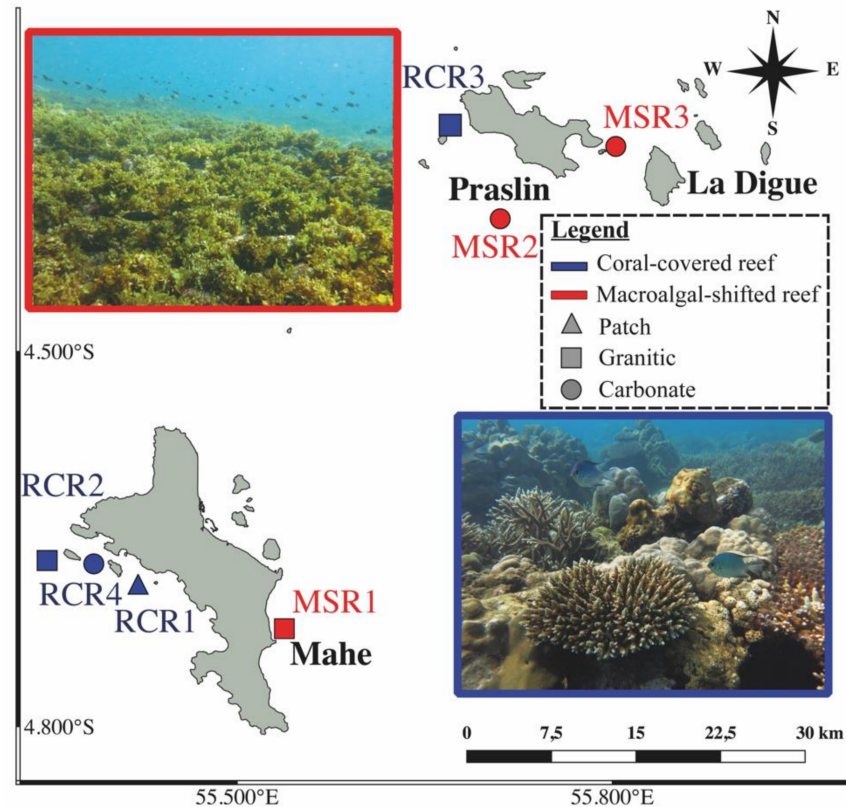 N
W
E
S
RCR3
MSR3
Praslin
La Digue
MSR2
Legend
Coral-covered reef
Macroalgal-shifted reef
Patch
Granitic
Carbonate
4.500°S
RCR2
RCR4
RCR1
MSR1
Mahe
4.800°S
0 7,5 15 22,5 30 km
55.500°E 55.800°E